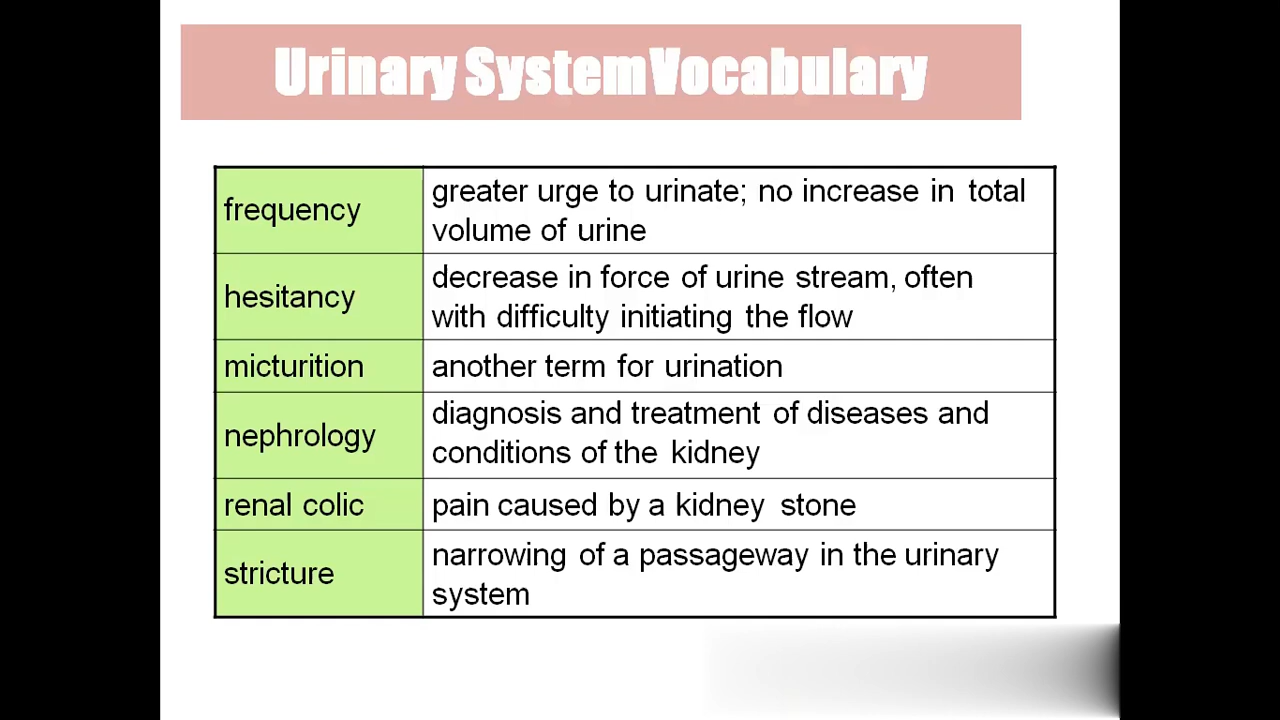 Urinary System Vocabulary
frequency
greater urge to urinate; no increase in total
volume of urine
hesitancy
decrease in force of urine stream, often
with difficulty initiating the flow
micturition
another term for urination
nephrology
diagnosis and treatment of diseases and
conditions of the kidney
renal colic
pain caused by a kidney stone
stricture
narrowing of a passageway in the urinary
system